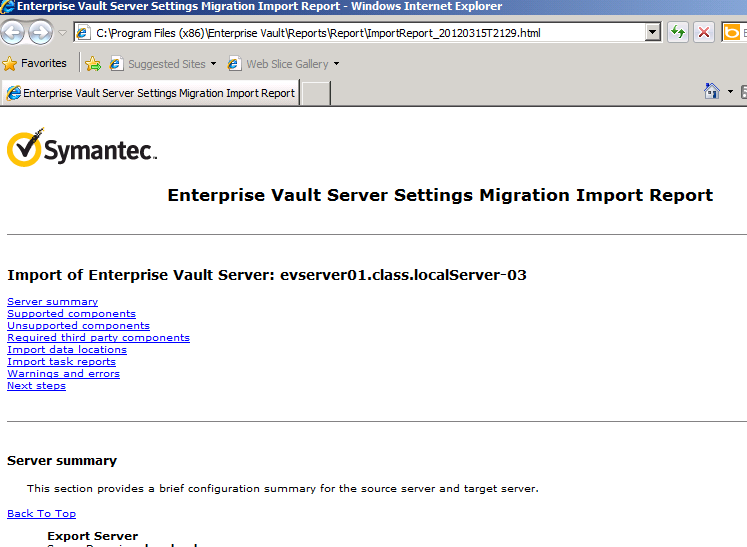 Enterprise Vault Server Settings Migration Import Report - Windows Internet Explorer
C:\Program Files (x86)\Enterprise Vault\Reports\Report\ImportReport_20120315T2129.html
Favorites
Suggested Sites
Web Slice Gallery
Enterprise Vault Server Settings Migration Import Report
Symantec.
Enterprise Vault Server Settings Migration Import Report
Import of Enterprise Vault Server: evserver01.class.localServer-03
Server summary
Supported components
Unsupported components
Required third party components
Import data locations
Import task reports
Warnings and errors
Next steps
Server summary
This section provides a brief configuration summary for the source server and target server.
Back To Top
Export Server